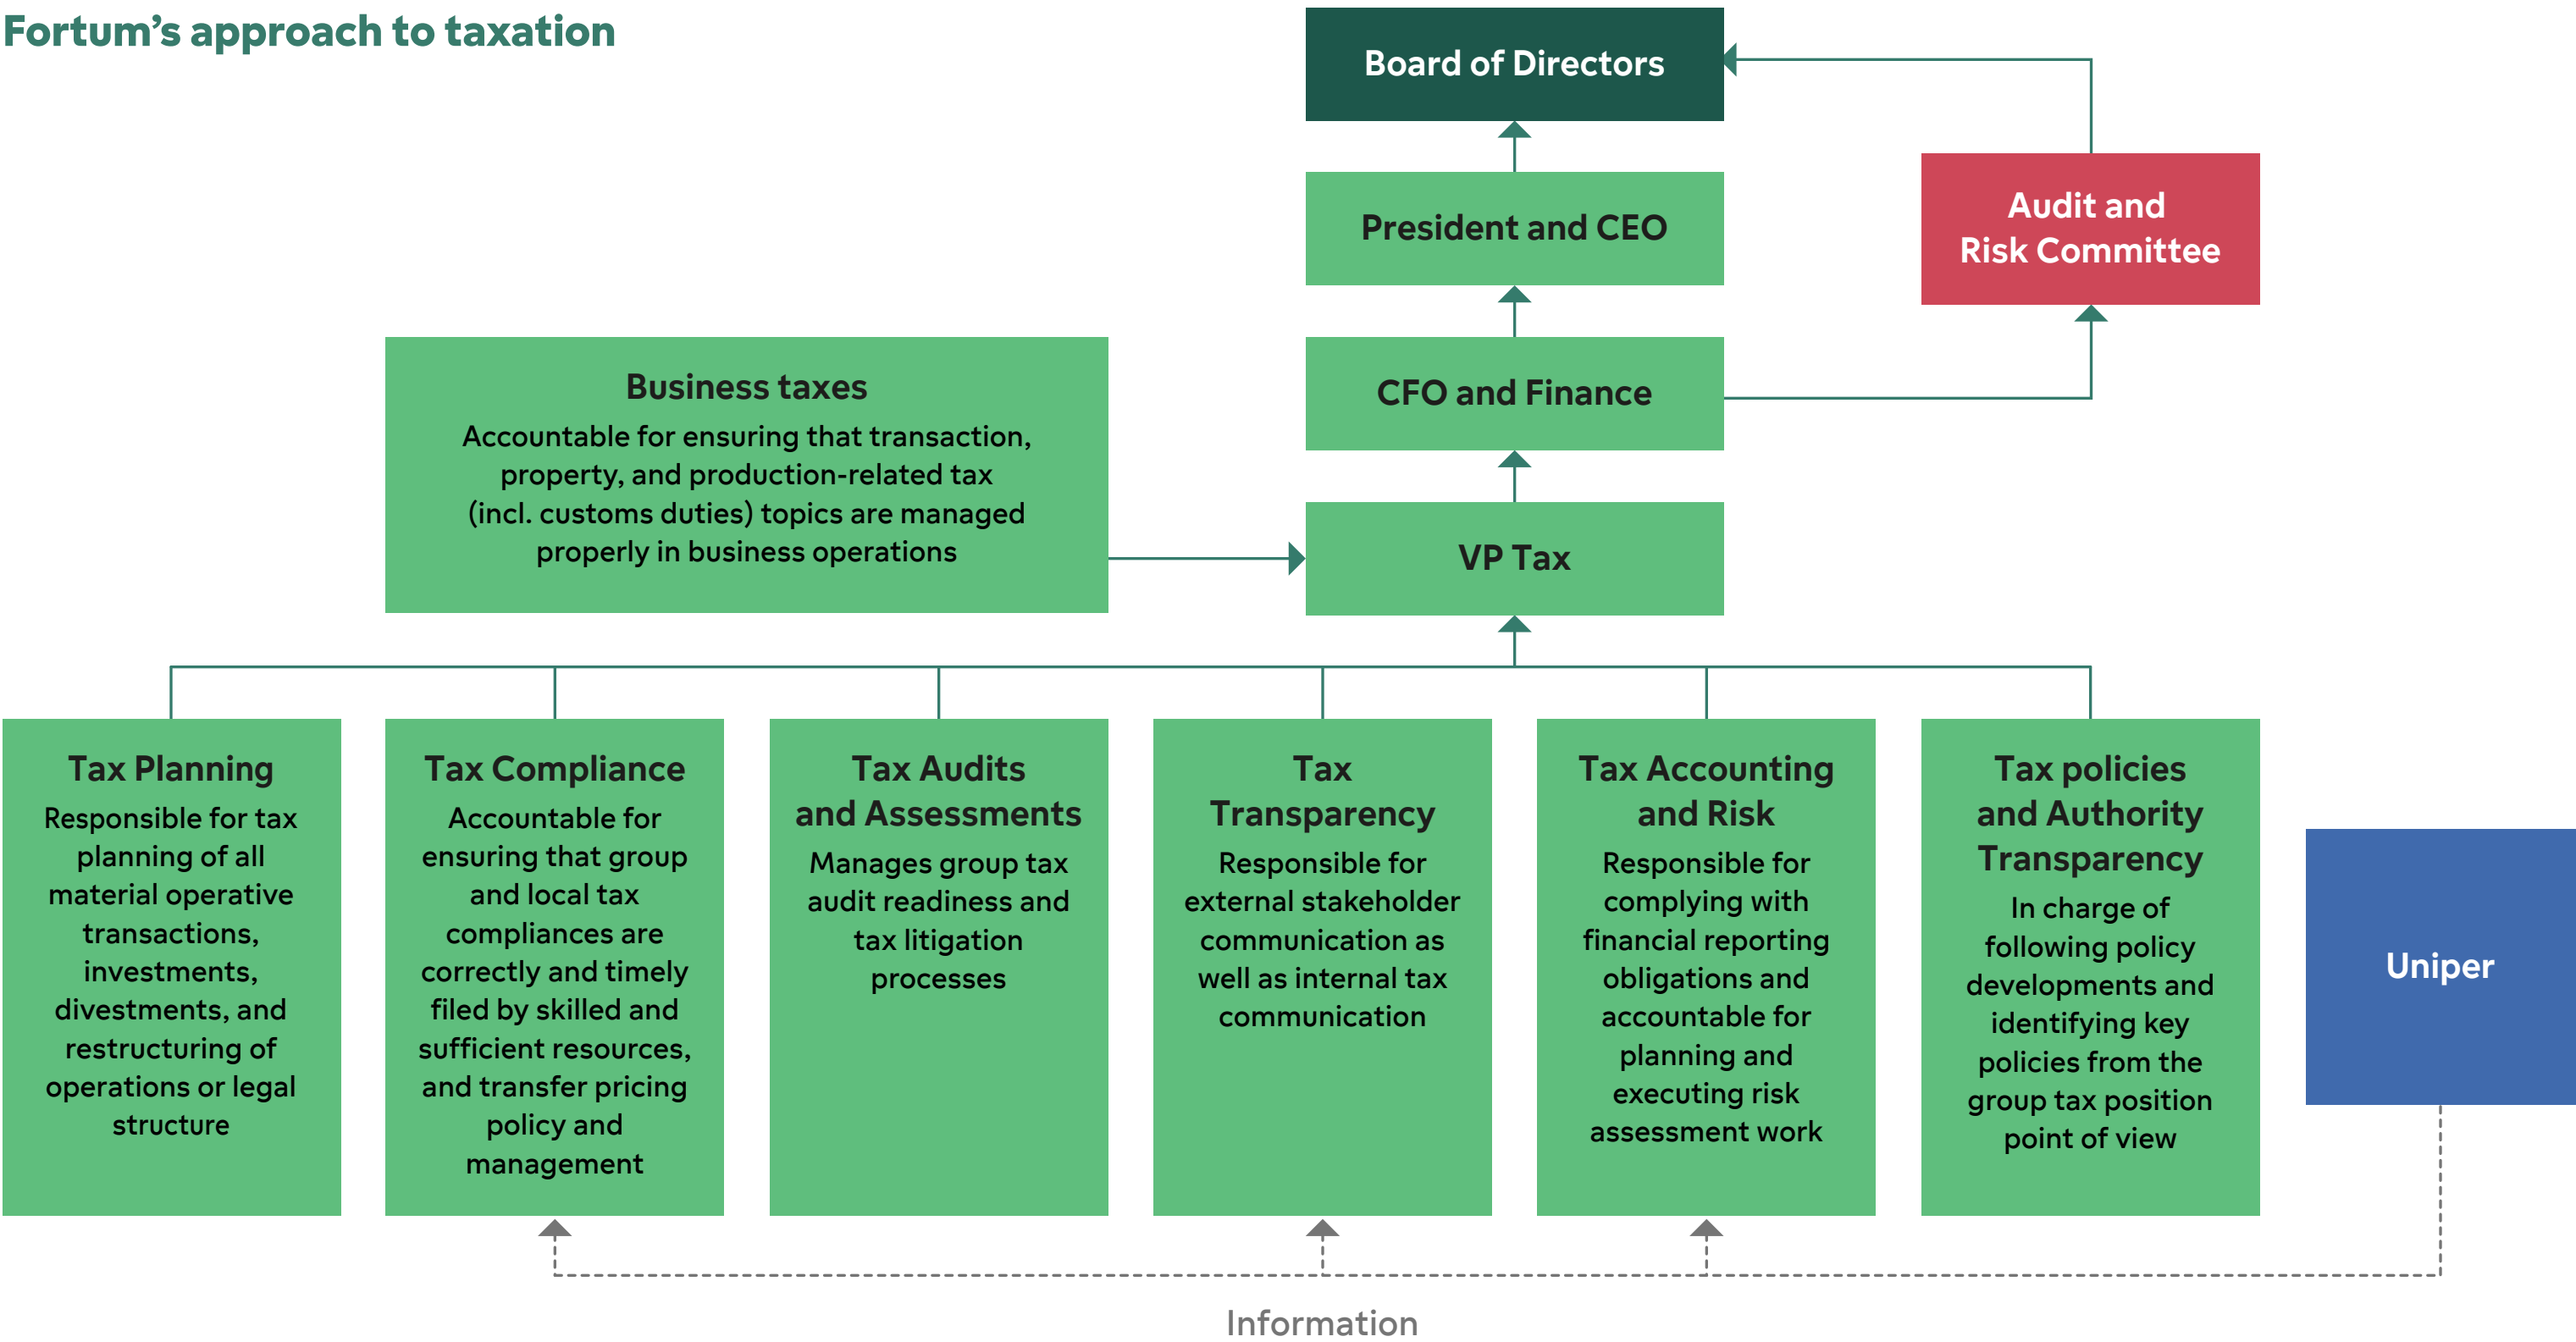 Fortum’s approach to taxation
Board of Directors
President and CEO
Audit and
Risk Committee
CFO and Finance
Business taxes
Accountable for ensuring that transaction,
property, and production-related tax
(incl. customs duties) topics are managed
properly in business operations
VP Tax
Tax Planning
Responsible for tax
planning of all
material operative
transactions,
investments,
divestments, and
restructuring of
operations or legal
structure
Tax Compliance
Accountable for
ensuring that group
and local tax
compliances are
correctly and timely
filed by skilled and
sufficient resources,
and transfer pricing
policy and
management
Tax Audits
and Assessments
Manages group tax
audit readiness and
tax litigation
processes
Tax
Transparency
Responsible for
external stakeholder
communication as
well as internal tax
communication
Tax Accounting
and Risk
Responsible for
complying with
financial reporting
obligations and
accountable for
planning and
executing risk
assessment work
Tax policies
and Authority
Transparency
In charge of
following policy
developments and
identifying key
policies from the
group tax position
point of view
Uniper
Information